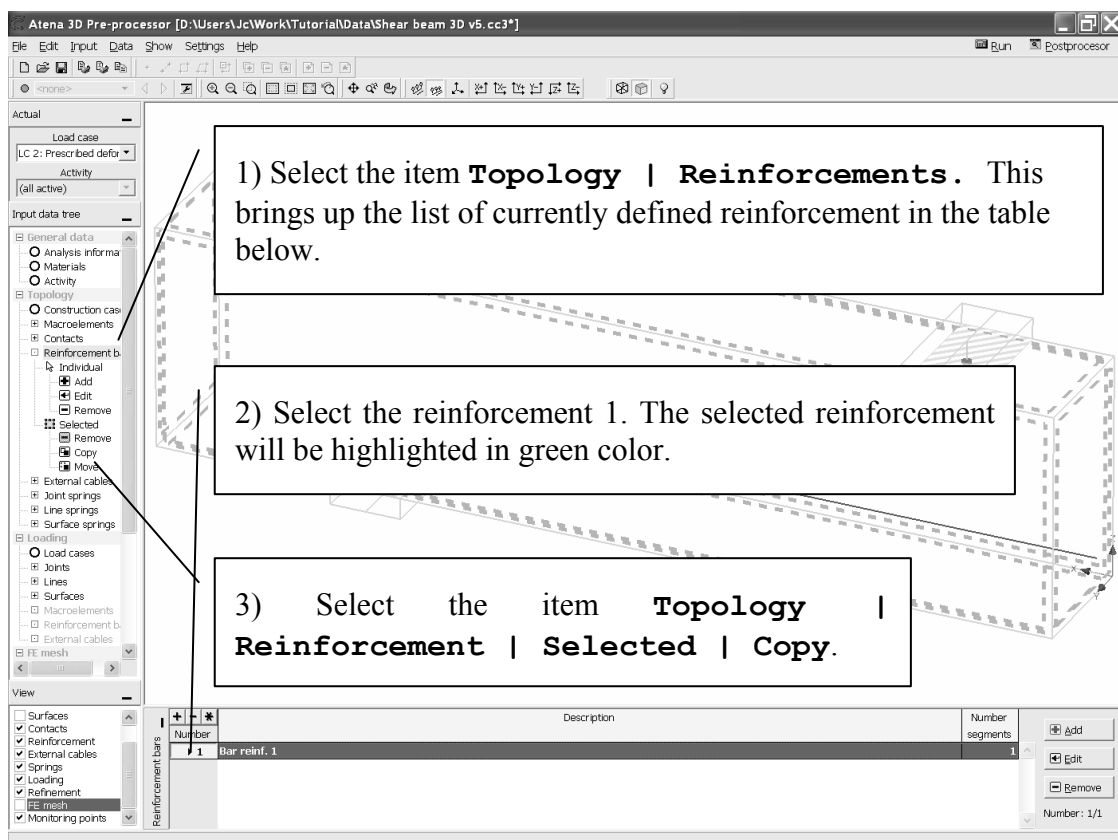 Atena 3D Pre-processor [D:\Users\Jc\Work\Tutorial\Data\Shear beam 3D v5.cc3*]
File Edit Input Data Show Settings Help
Run Postprocesor
<none>
Actual
Load case
LC 2: Prescribed defor
Activity
(all active)
Input data tree
General data
Analysis informa
Materials
Activity
Topology
Construction case
Macroelements
Contacts
Reinforcement b
Individual
Add
Edit
Remove
Selected
Remove
Copy
Move
External cables
Joint springs
Line springs
Surface springs
Loading
Load cases
Joints
Lines
Surfaces
Macroelements
Reinforcement b
External cables
FE mesh
1) Select the item Topology | Reinforcements. This
brings up the list of currently defined reinforcement in the table
below.
2) Select the reinforcement 1. The selected reinforcement
will be highlighted in green color.
3) Select the item Topology |
Reinforcement | Selected | Copy.
X
Y
Z
View
Surfaces
Contacts
Reinforcement
External cables
Springs
Loading
Refinement
FE mesh
Monitoring points
Reinforcement bars
Number
Description
Number
segments
1 Bar reinf. 1 1
Add
Edit
Remove
Number: 1/1